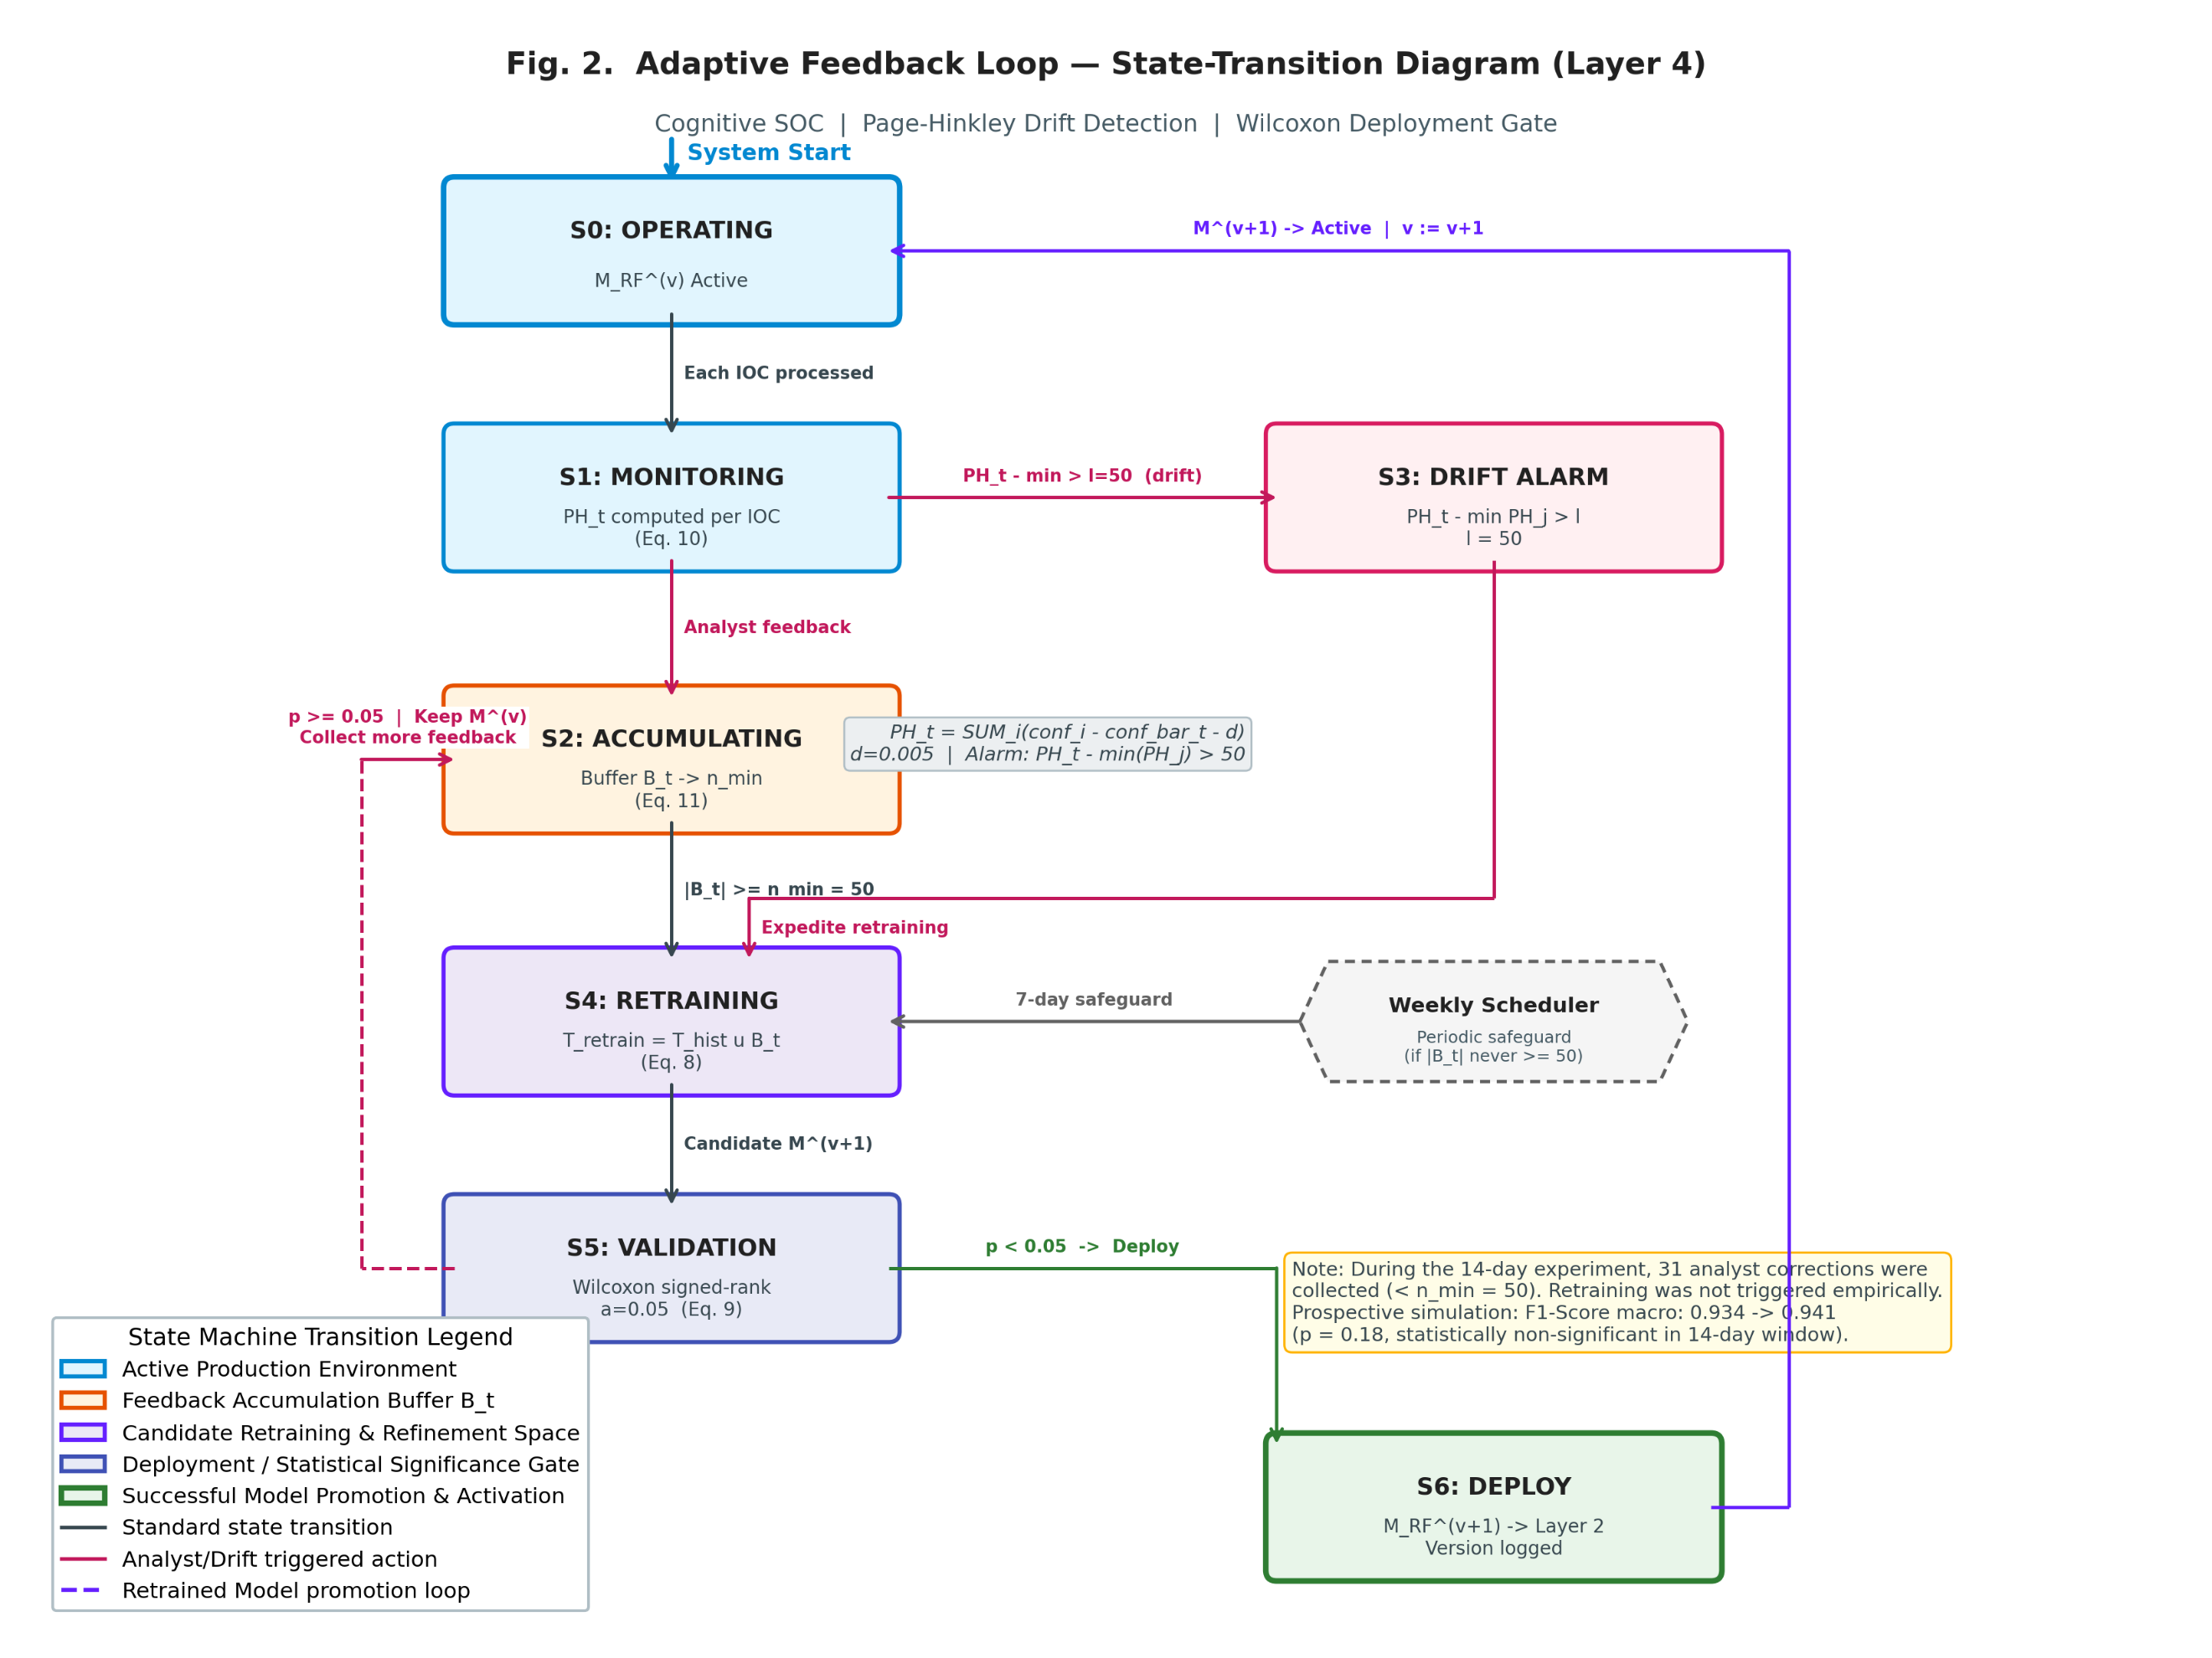 Fig. 2.  Adaptive Feedback Loop — State-Transition Diagram (Layer 4)
Cognitive SOC  |  Page-Hinkley Drift Detection  |  Wilcoxon Deployment Gate
System Start
S0: OPERATING
M_RF^(v) Active
M^(v+1) -> Active  |  v := v+1
Each IOC processed
S1: MONITORING
PH_t computed per IOC
(Eq. 10)
PH_t - min > l=50  (drift)
S3: DRIFT ALARM
PH_t - min PH_j > l
l = 50
Analyst feedback
p >= 0.05  |  Keep M^(v)
Collect more feedback
S2: ACCUMULATING
Buffer B_t -> n_min
(Eq. 11)
PH_t = SUM_i(conf_i - conf_bar_t - d)
d=0.005  |  Alarm: PH_t - min(PH_j) > 50
|B_t| >= n_min = 50
Expedite retraining
S4: RETRAINING
T_retrain = T_hist u B_t
(Eq. 8)
7-day safeguard
Weekly Scheduler
Periodic safeguard
(if |B_t| never >= 50)
Candidate M^(v+1)
S5: VALIDATION
Wilcoxon signed-rank
a=0.05  (Eq. 9)
p < 0.05  ->  Deploy
Note: During the 14-day experiment, 31 analyst corrections were
collected (< n_min = 50). Retraining was not triggered empirically.
Prospective simulation: F1-Score macro: 0.934 -> 0.941
(p = 0.18, statistically non-significant in 14-day window).
S6: DEPLOY
M_RF^(v+1) -> Layer 2
Version logged
State Machine Transition Legend
Active Production Environment
Feedback Accumulation Buffer B_t
Candidate Retraining & Refinement Space
Deployment / Statistical Significance Gate
Successful Model Promotion & Activation
Standard state transition
Analyst/Drift triggered action
Retrained Model promotion loop